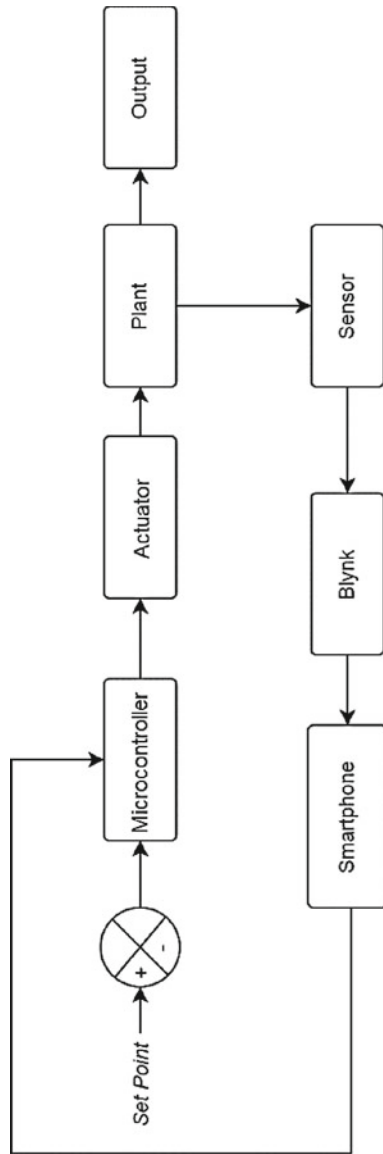 Set Point
+
-
Microcontroller
Actuator
Plant
Output
Sensor
Blynk
Smartphone